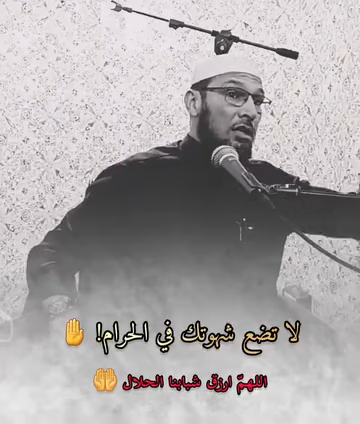 لا تضع شهوتك في الحرام! ✋
اللهمّ ارزق شبابنا الحلال 🤲